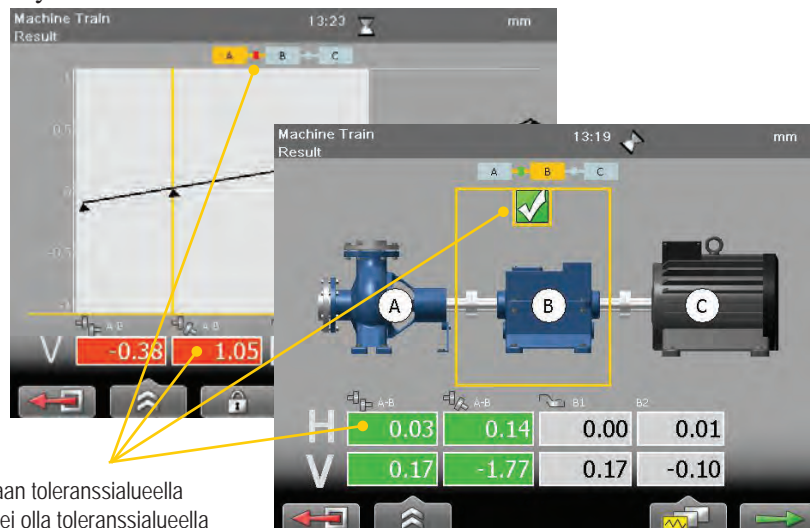 Machine Train 13:23 mm
Result
A B C
1
0.5
0
-0.5
A-B A-B
V -0.38 1.05
Machine Train 13:19 mm
Result
A B C
A B C
A-B A-B B1 B2
H 0.03 0.14 0.00 0.01
V 0.17 -1.77 0.17 -0.10
aan toleranssialueella
ei olla toleranssialueella